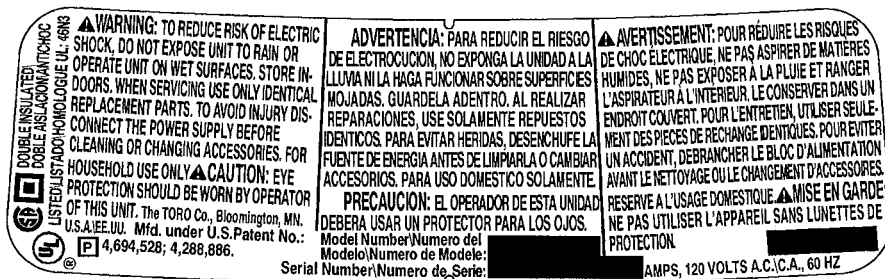 DOUBLE INSULATED\
DOBLE AISLACION\ANTICHOC
LISTED\LISTADO\HOMOLOGUE UL: 46N3
WARNING: TO REDUCE RISK OF ELECTRIC
SHOCK, DO NOT EXPOSE UNIT TO RAIN OR
OPERATE UNIT ON WET SURFACES. STORE IN-
DOORS. WHEN SERVICING USE ONLY IDENTICAL
REPLACEMENT PARTS. TO AVOID INJURY DIS-
CONNECT THE POWER SUPPLY BEFORE
CLEANING OR CHANGING ACCESSORIES. FOR
HOUSEHOLD USE ONLY CAUTION: EYE
PROTECTION SHOULD BE WORN BY OPERATOR
OF THIS UNIT. The TORO Co., Bloomington, MN.
U.S.A.\EE.UU. Mfd. under U.S.Patent No.:
P 4,694,528; 4,288,886.
ADVERTENCIA: PARA REDUCIR EL RIESGO
DE ELECTROCUCION, NO EXPONGA LA UNIDAD A LA
LLUVIA NI LA HAGA FUNCIONAR SOBRE SUPERFICIES
MOJADAS. GUARDELA ADENTRO. AL REALIZAR
REPARACIONES, USE SOLAMENTE REPUESTOS
IDENTICOS. PARA EVITAR HERIDAS, DESENCHUFE LA
FUENTE DE ENERGIA ANTES DE LIMPIARLA O CAMBIAR
ACCESORIOS. PARA USO DOMESTICO SOLAMENTE.
PRECAUCION: EL OPERADOR DE ESTA UNIDAD
DEBERA USAR UN PROTECTOR PARA LOS OJOS.
AVERTISSEMENT: POUR RÉDUIRE LES RISQUES
DE CHOC ÉLECTRIQUE, NE PAS ASPIRER DE MATIÈRES
HUMIDES, NE PAS EXPOSER À LA PLUIE ET RANGER
L'ASPIRATEUR À L'INTERIEUR, LE CONSERVER DANS UN
ENDROIT COUVERT. POUR L'ENTRETIEN, UTILISER SEULE-
MENT DES PIECES DE RECHANGE IDENTIQUES. POUR EVITER
UN ACCIDENT, DEBRANCHER LE BLOC D'ALIMENTATION
AVANT LE NETTOYAGE OU LE CHANGEMENT D'ACCESSOIRES.
RESERVE A L'USAGE DOMESTIQUE. MISE EN GARDE
NE PAS UTILISER L'APPAREIL SANS LUNETTES DE
PROTECTION.
Model Number\Numero del
Modelo\Numero de Modele:
Serial Number\Numero de Serie:
AMPS, 120 VOLTS A.C.\C.A., 60 HZ